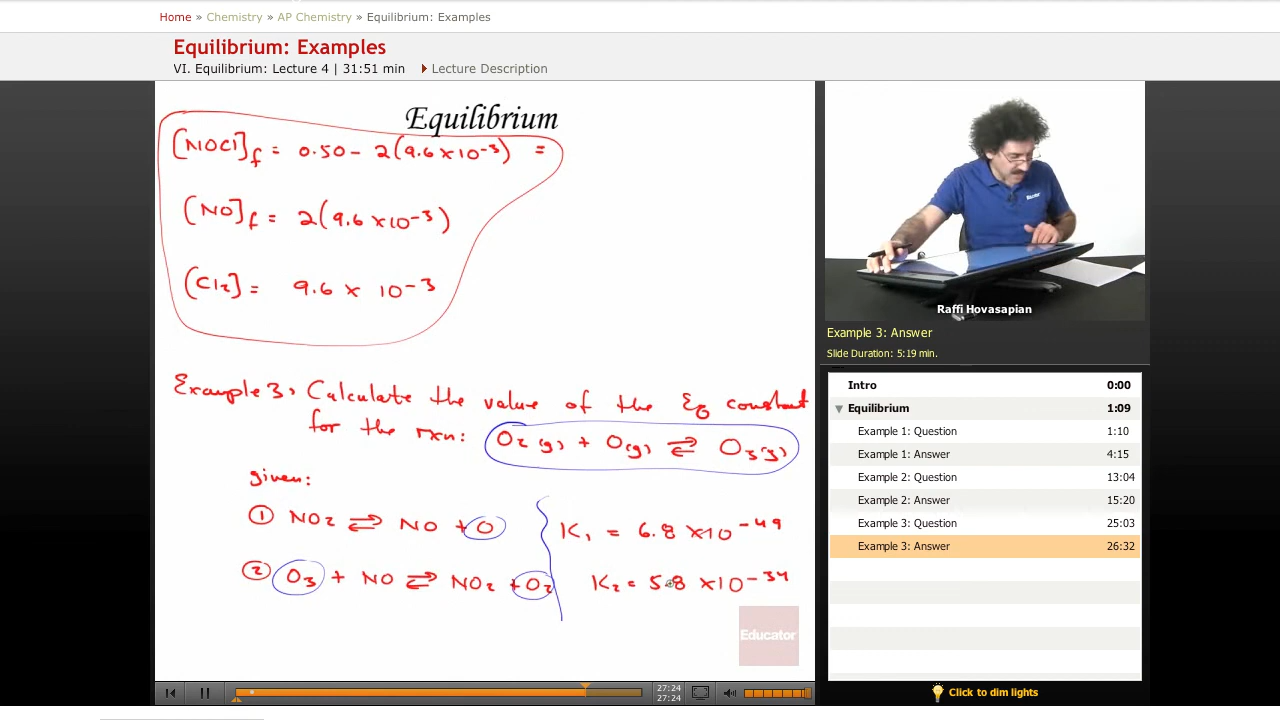 Home » Chemistry » AP Chemistry » Equilibrium: Examples
Equilibrium: Examples
VI. Equilibrium: Lecture 4 | 31:51 min Lecture Description
Equilibrium
[NOCl]f = 0.50 - 2(9.6 x 10⁻³) =
[NO]f = 2(9.6 x 10⁻³)
[Cl₂] = 9.6 x 10⁻³
Example 3: Calculate the value of the Eq constant
for the rxn: O₂(g) + O(g) ⇌ O₃(g)
given:
① NO₂ ⇌ NO + O K₁ = 6.8 x10⁻⁴⁹
② O₃ + NO ⇌ NO₂ + O₂ K₂ = 5.8 x10⁻³⁴
Educator
Raffi Hovasapian
Example 3: Answer
Slide Duration: 5:19 min.
Intro 0:00
▼ Equilibrium 1:09
Example 1: Question 1:10
Example 1: Answer 4:15
Example 2: Question 13:04
Example 2: Answer 15:20
Example 3: Question 25:03
Example 3: Answer 26:32
27:24
27:24
Click to dim lights